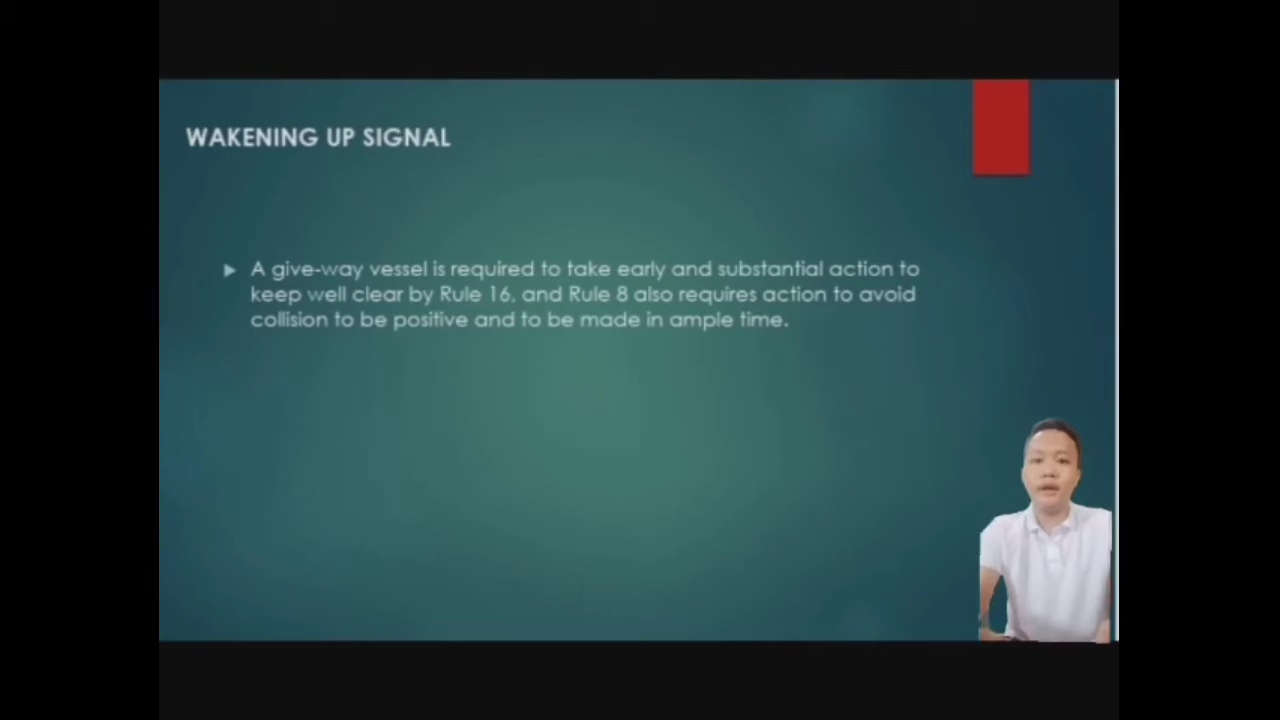 WAKENING UP SIGNAL
A give-way vessel is required to take early and substantial action to
keep well clear by Rule 16, and Rule 8 also requires action to avoid
collision to be positive and to be made in ample time.